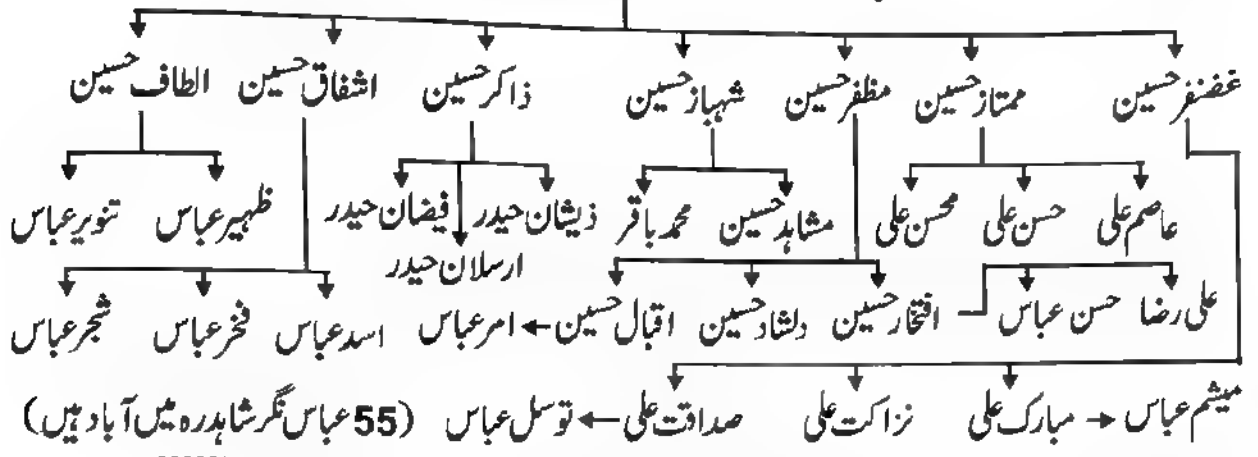 غضنفر حسین ممتاز حسین مظفر حسین شہباز حسین ذاکر حسین اشفاق حسین الطاف حسین
عاصم علی حسن علی محسن علی مشاہد حسین محمد باقر ذیشان حیدر فیضان حیدر ظہیر عباس تنویر عباس
ارسلان حیدر
علی رضا حسن عباس افتخار حسین دلشاد حسین اقبال حسین ← امر عباس اسد عباس فخر عباس شجر عباس
میثم عباس → مبارک علی نزاکت علی صداقت علی ← توسل عباس (55 عباس نگر شاہدرہ میں آباد ہیں)